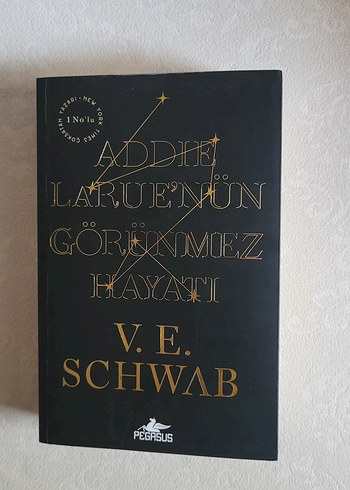 NEW YORK TIMES ÇOKSATAN YAZARI
1 No'lu
ADDIE
LARUE'NÜN
GÖRÜNMEZ
HAYATI
V. E.
SCHWAB
PEGASUS